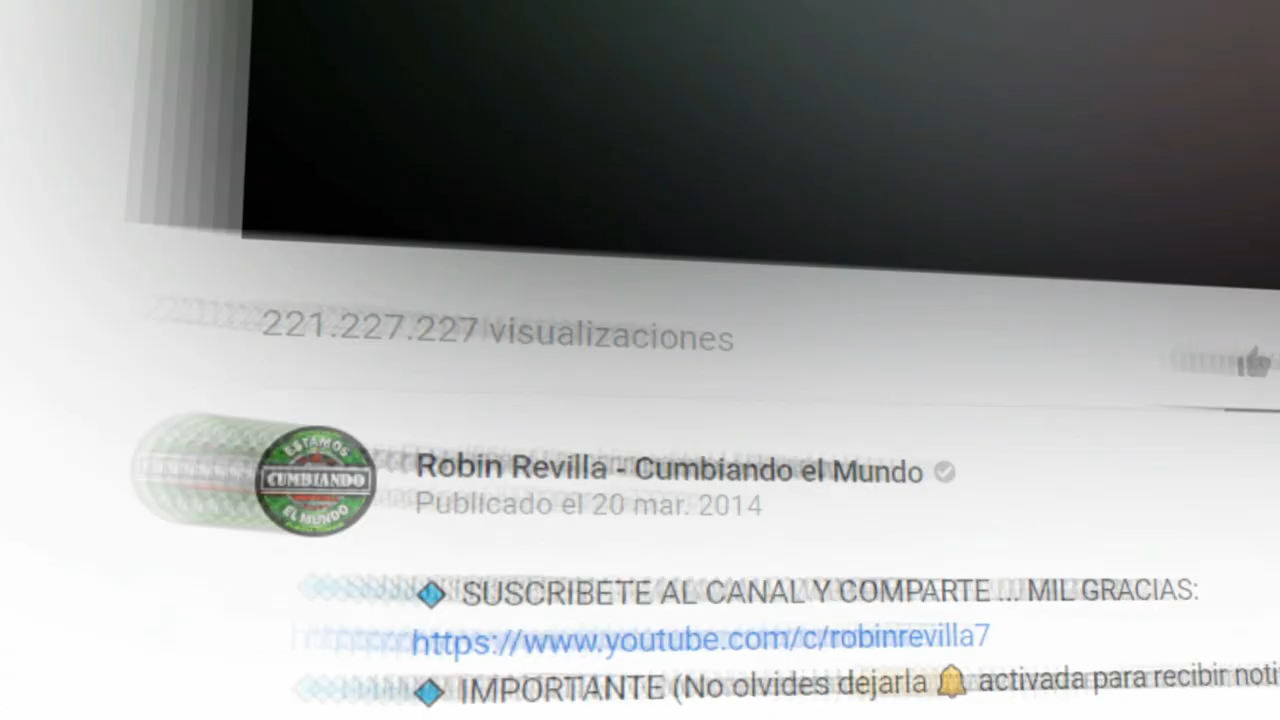 221.227.227 visualizaciones
ESTAMOS
CUMBIANDO
EL MUNDO
Robin Revilla - Cumbiando el Mundo
Publicado el 20 mar. 2014
SUSCRIBETE AL CANAL Y COMPARTE ... MIL GRACIAS:
https://www.youtube.com/c/robinrevilla7
IMPORTANTE (No olvides dejarla 🔔 activada para recibir noti